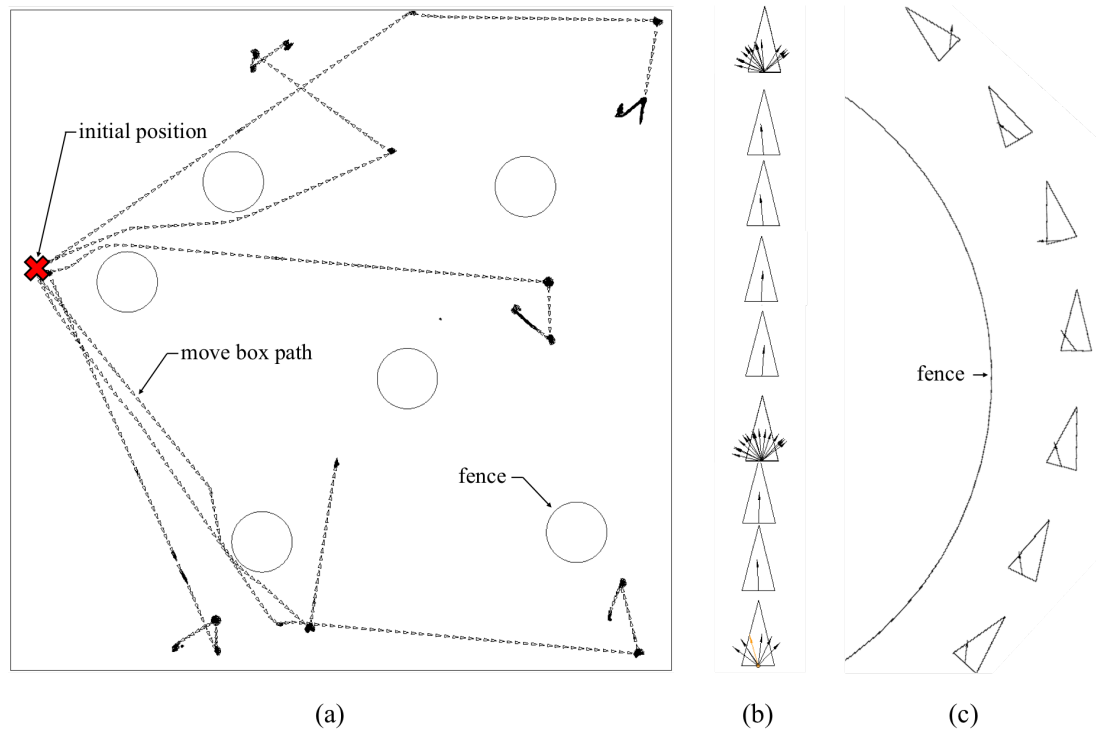 initial position
move box path
fence
fence
(a)
(b)
(c)